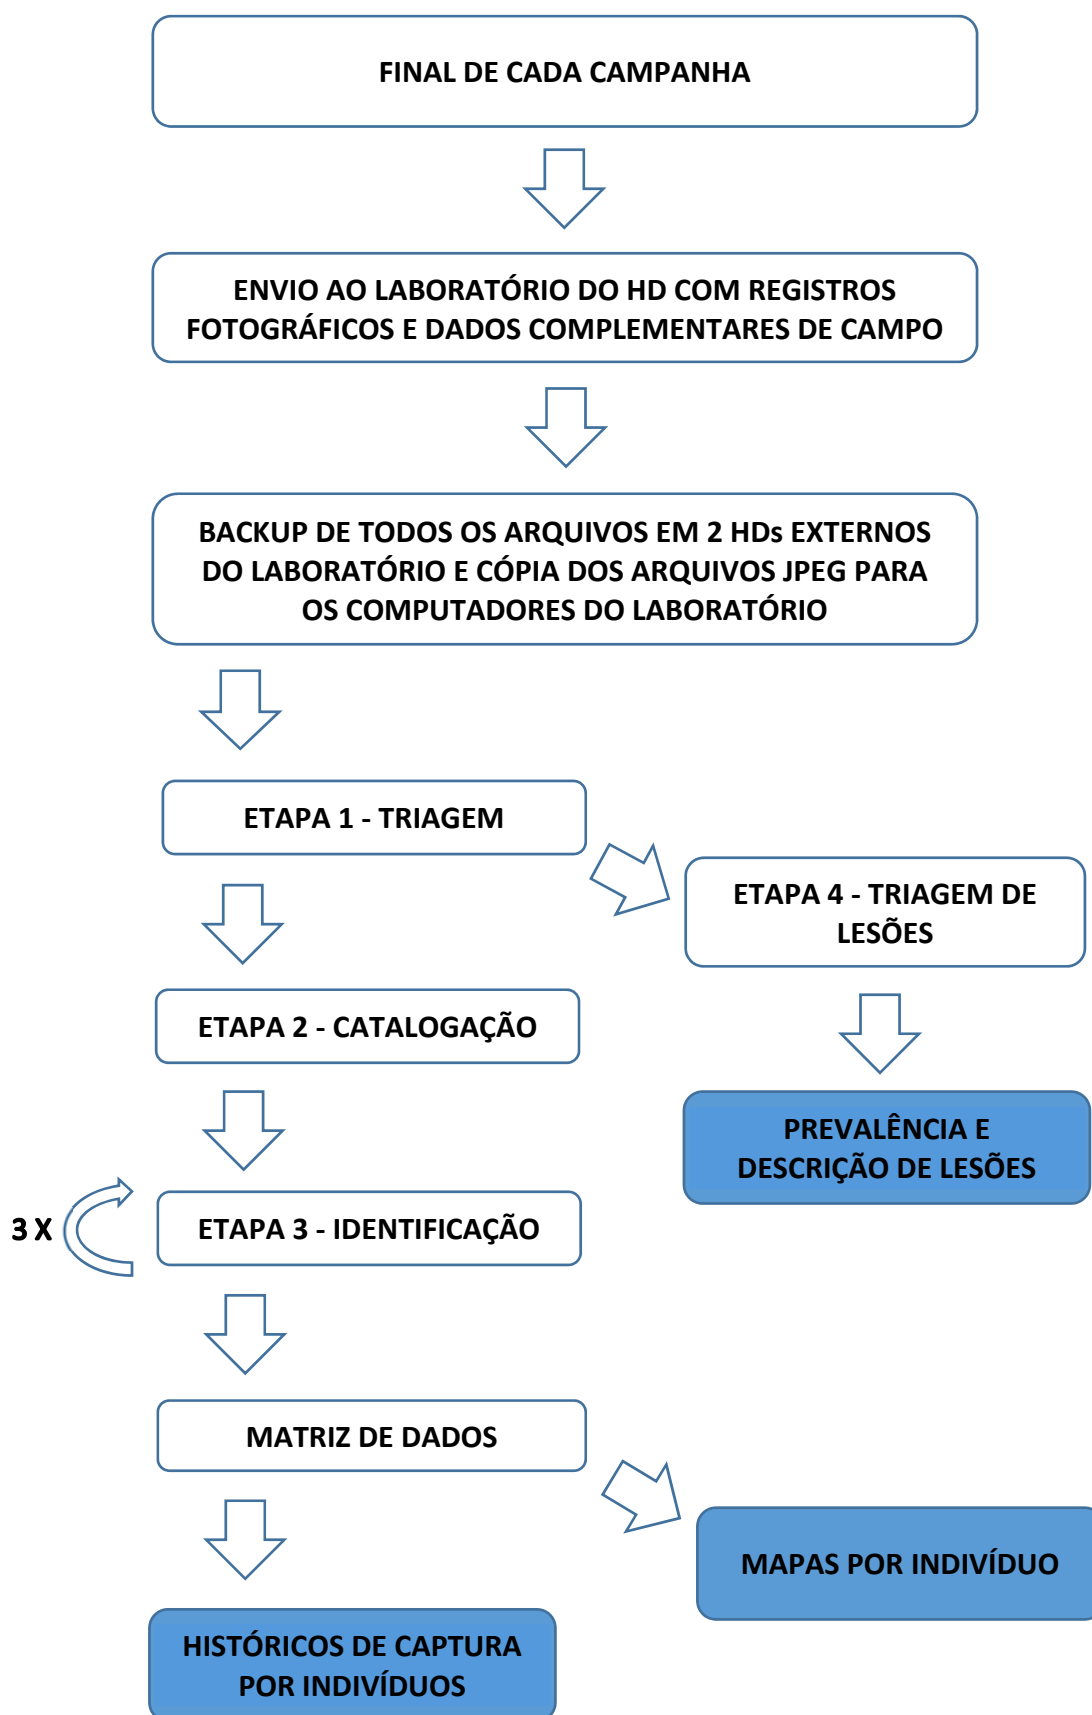 FINAL DE CADA CAMPANHA
ENVIO AO LABORATÓRIO DO HD COM REGISTROS
FOTOGRÁFICOS E DADOS COMPLEMENTARES DE CAMPO
BACKUP DE TODOS OS ARQUIVOS EM 2 HDs EXTERNOS
DO LABORATÓRIO E CÓPIA DOS ARQUIVOS JPEG PARA
OS COMPUTADORES DO LABORATÓRIO
ETAPA 1 - TRIAGEM
ETAPA 4 - TRIAGEM DE
LESÕES
ETAPA 2 - CATALOGAÇÃO
PREVALÊNCIA E
DESCRIÇÃO DE LESÕES
3 X
ETAPA 3 - IDENTIFICAÇÃO
MATRIZ DE DADOS
MAPAS POR INDIVÍDUO
HISTÓRICOS DE CAPTURA
POR INDIVÍDUOS